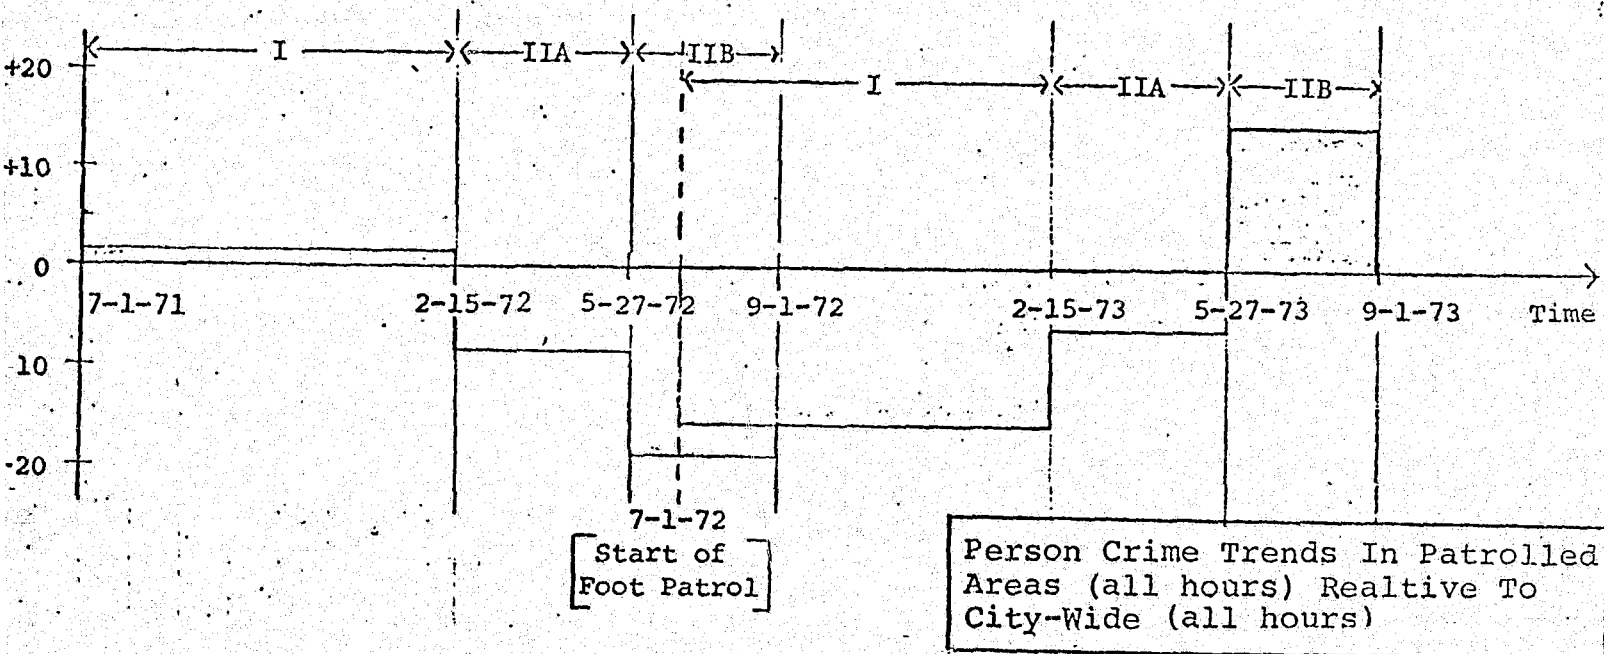 I
IIA
IIB
+20
I
IIA
IIB
+10
0
7-1-71
2-15-72
5-27-72
9-1-72
2-15-73
5-27-73
9-1-73
Time
10
-20
7-1-72
Start of
Foot Patrol
Person Crime Trends In Patrolled
Areas (all hours) Realtive To
City-Wide (all hours)